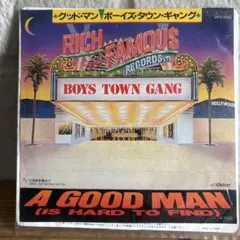 グッド・マン ボーイズ・タウン・ギャング
RICH
FAMOUS
RECORDS
BOYS TOWN GANG
HOLLYWOOD
Victor
A GOOD MAN
(IS HARD TO FIND)